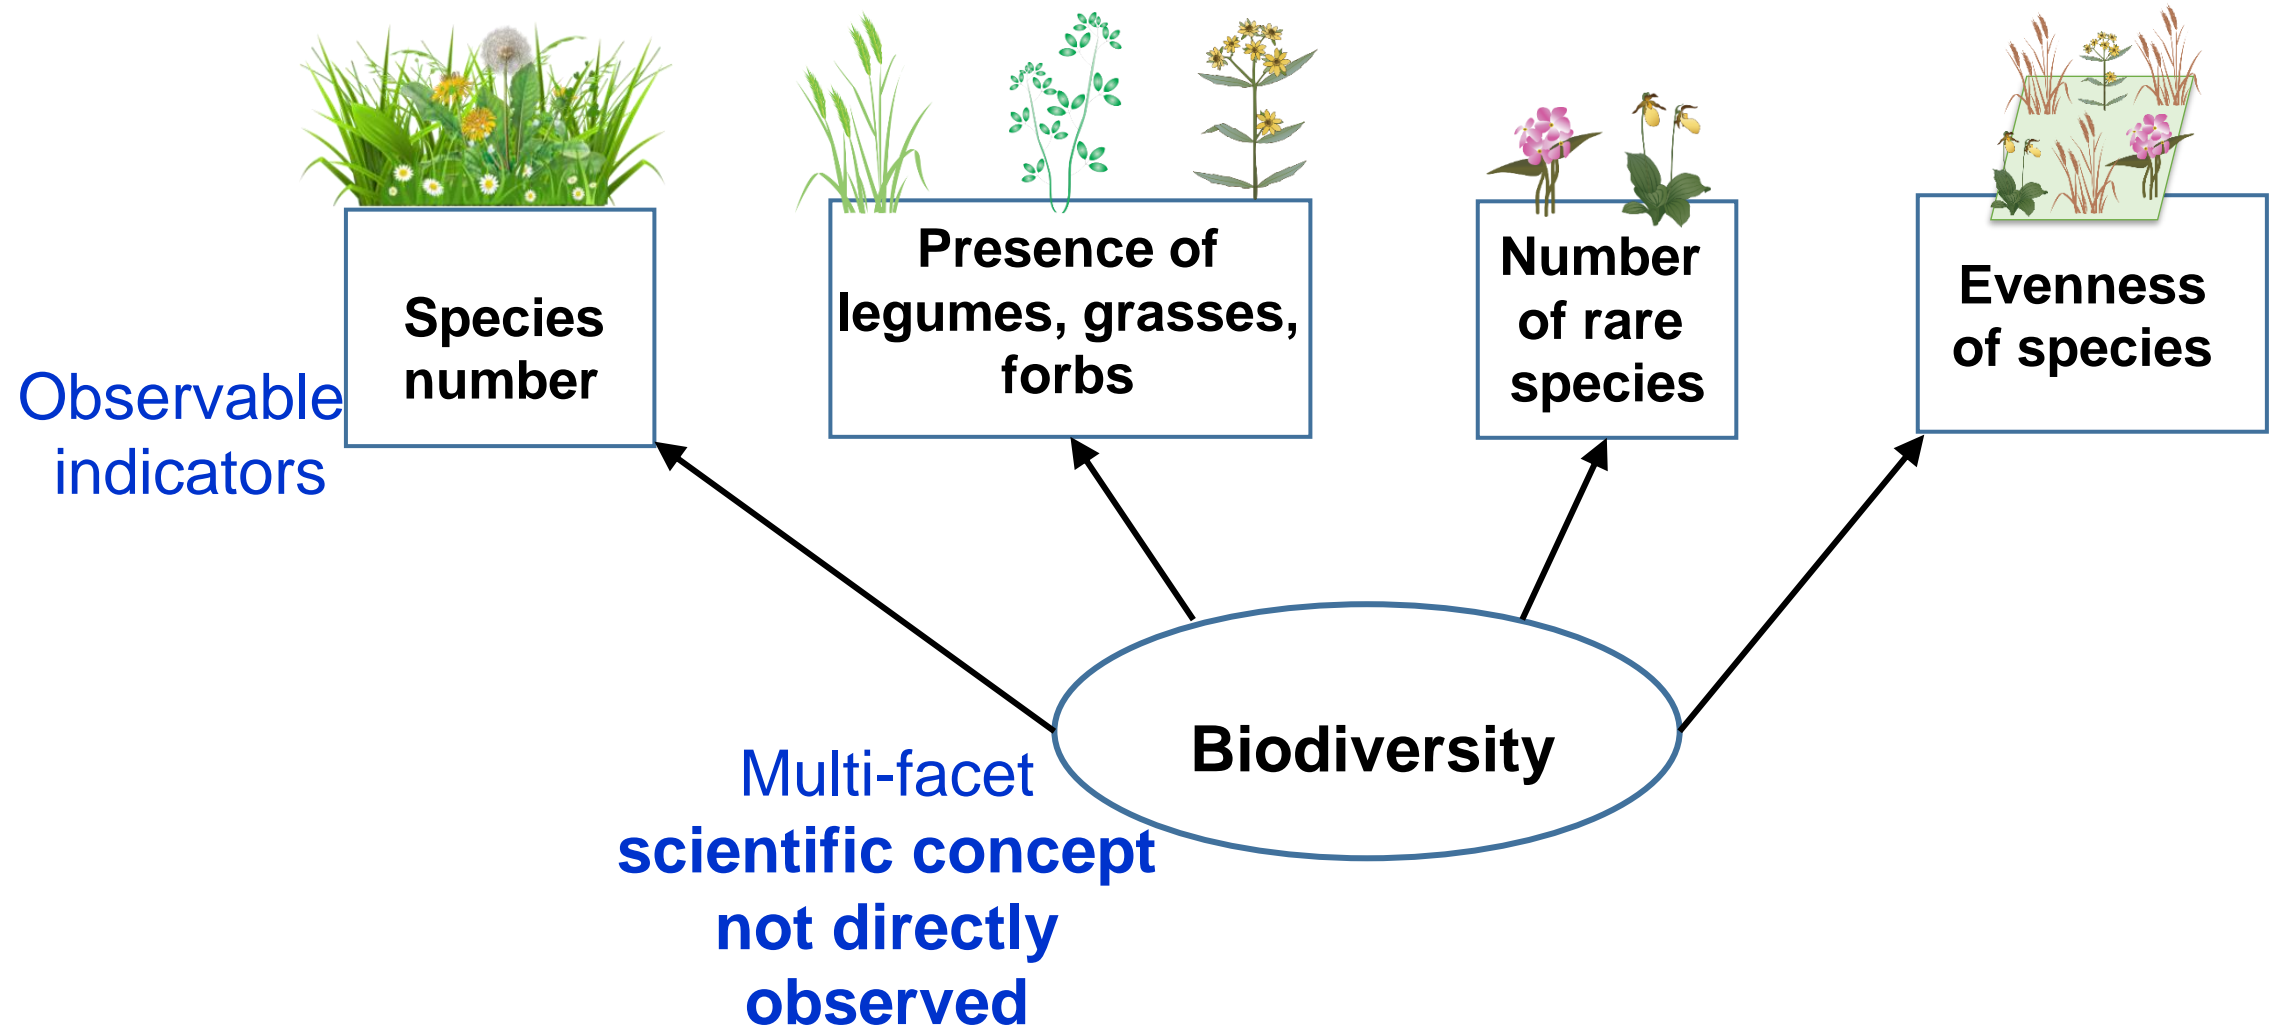 Species
number
Presence of
legumes, grasses,
forbs
Number
of rare
species
Evenness
of species
Observable
indicators
Biodiversity
Multi-facet
scientific concept
not directly
observed